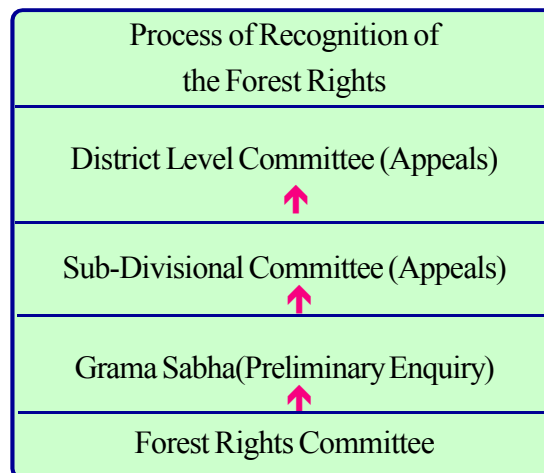 Process of Recognition of
the Forest Rights
District Level Committee (Appeals)
Sub-Divisional Committee (Appeals)
Grama Sabha(Preliminary Enquiry)
Forest Rights Committee